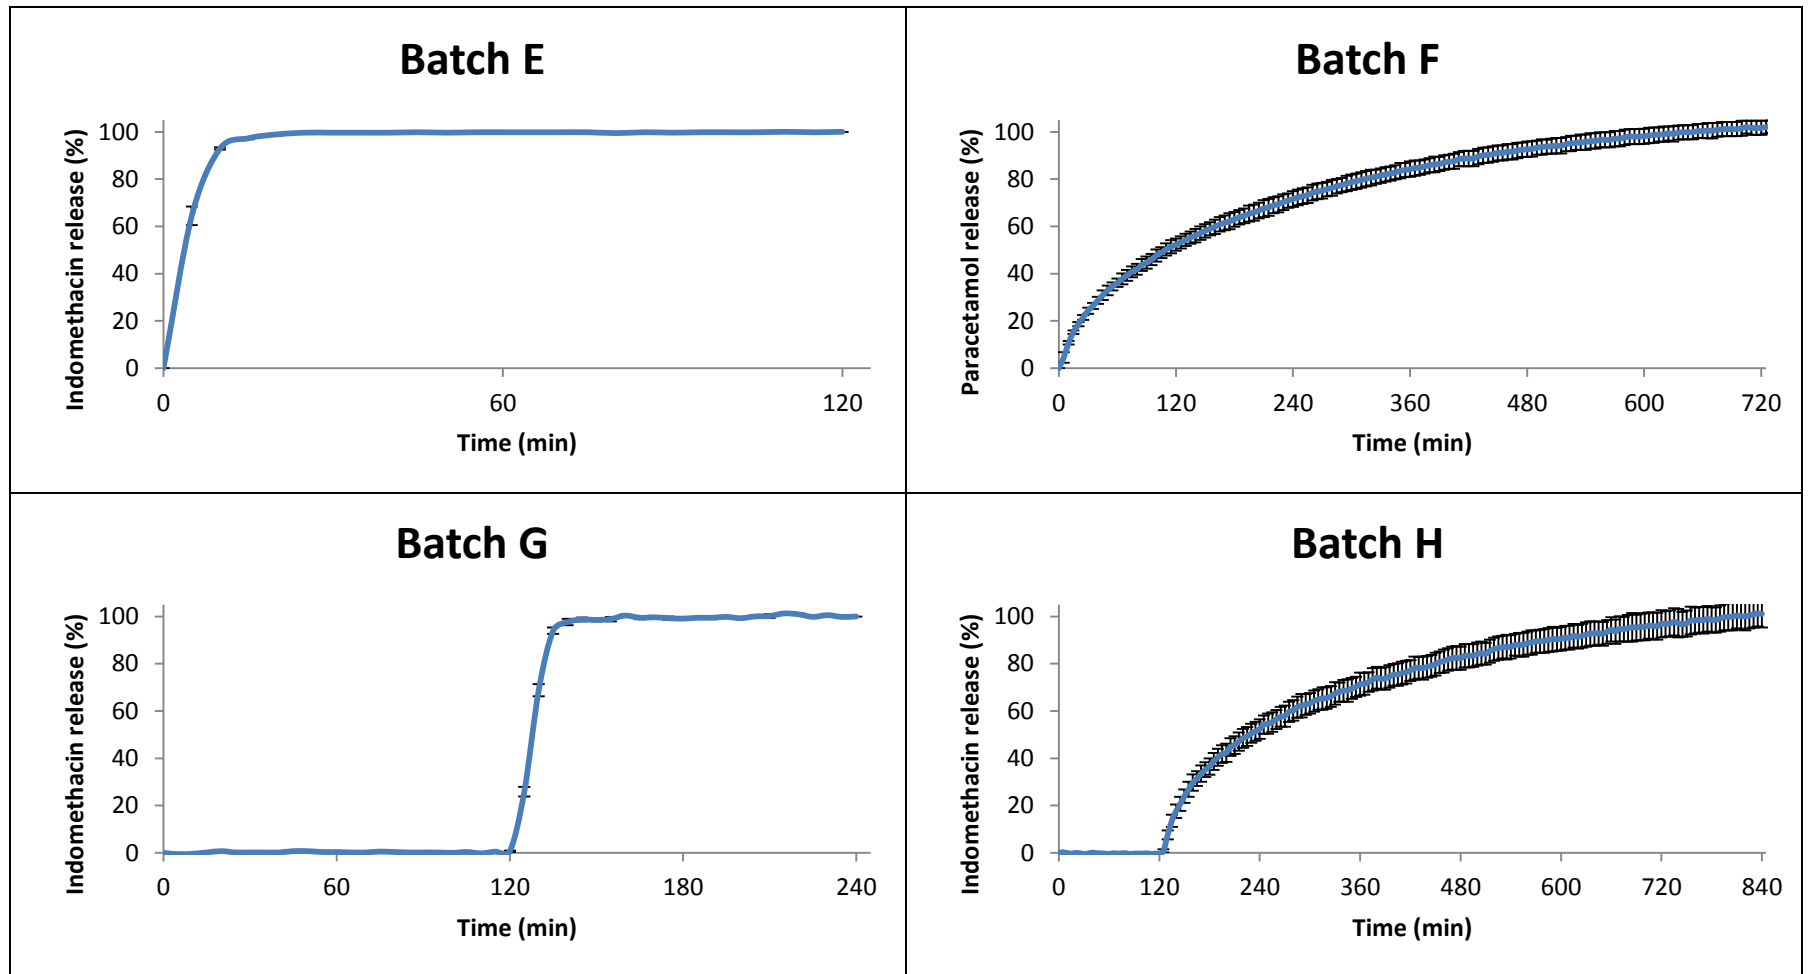 Batch E
Indomethacin release (%)
100
80
60
40
20
0
0 60 120
Time (min)
Batch F
Paracetamol release (%)
100
80
60
40
20
0
0 120 240 360 480 600 720
Time (min)
Batch G
Indomethacin release (%)
100
80
60
40
20
0
0 60 120 180 240
Time (min)
Batch H
Indomethacin release (%)
100
80
60
40
20
0
0 120 240 360 480 600 720 840
Time (min)